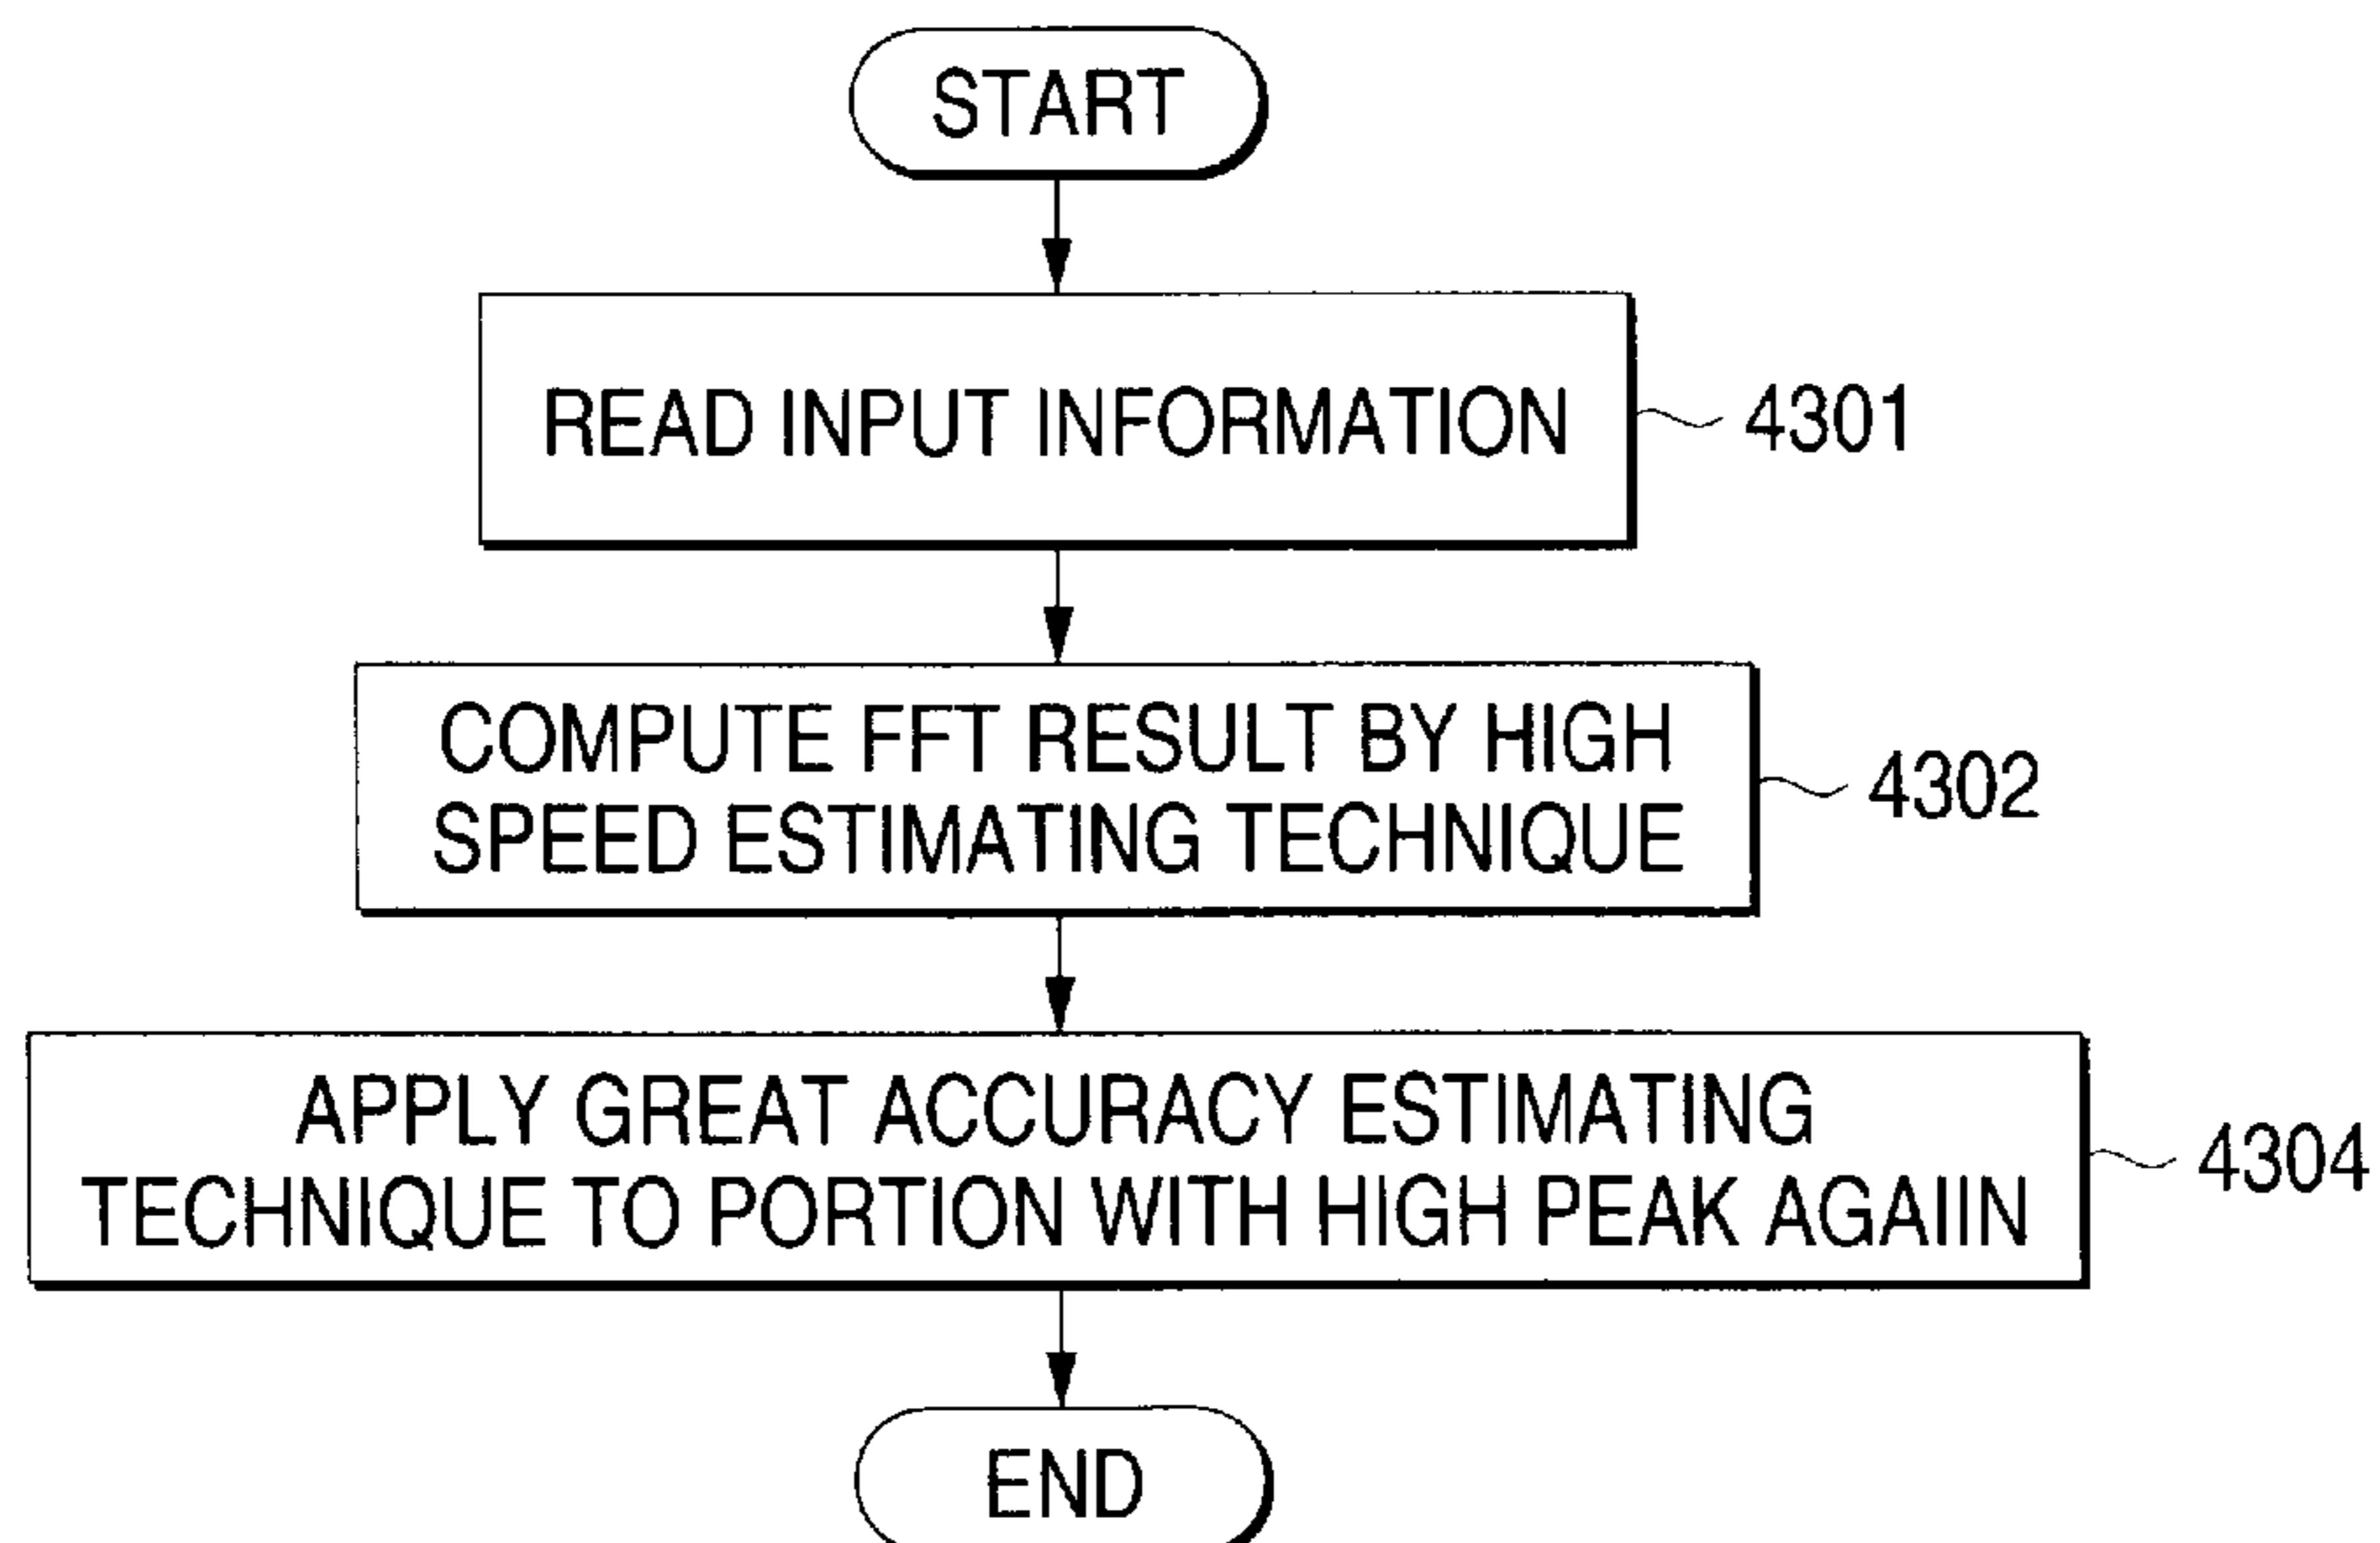 START
READ INPUT INFORMATION
4301
COMPUTE FFT RESULT BY HIGH
SPEED ESTIMATING TECHNIQUE
4302
APPLY GREAT ACCURACY ESTIMATING
TECHNIQUE TO PORTION WITH HIGH PEAK AGAIIN
4304
END